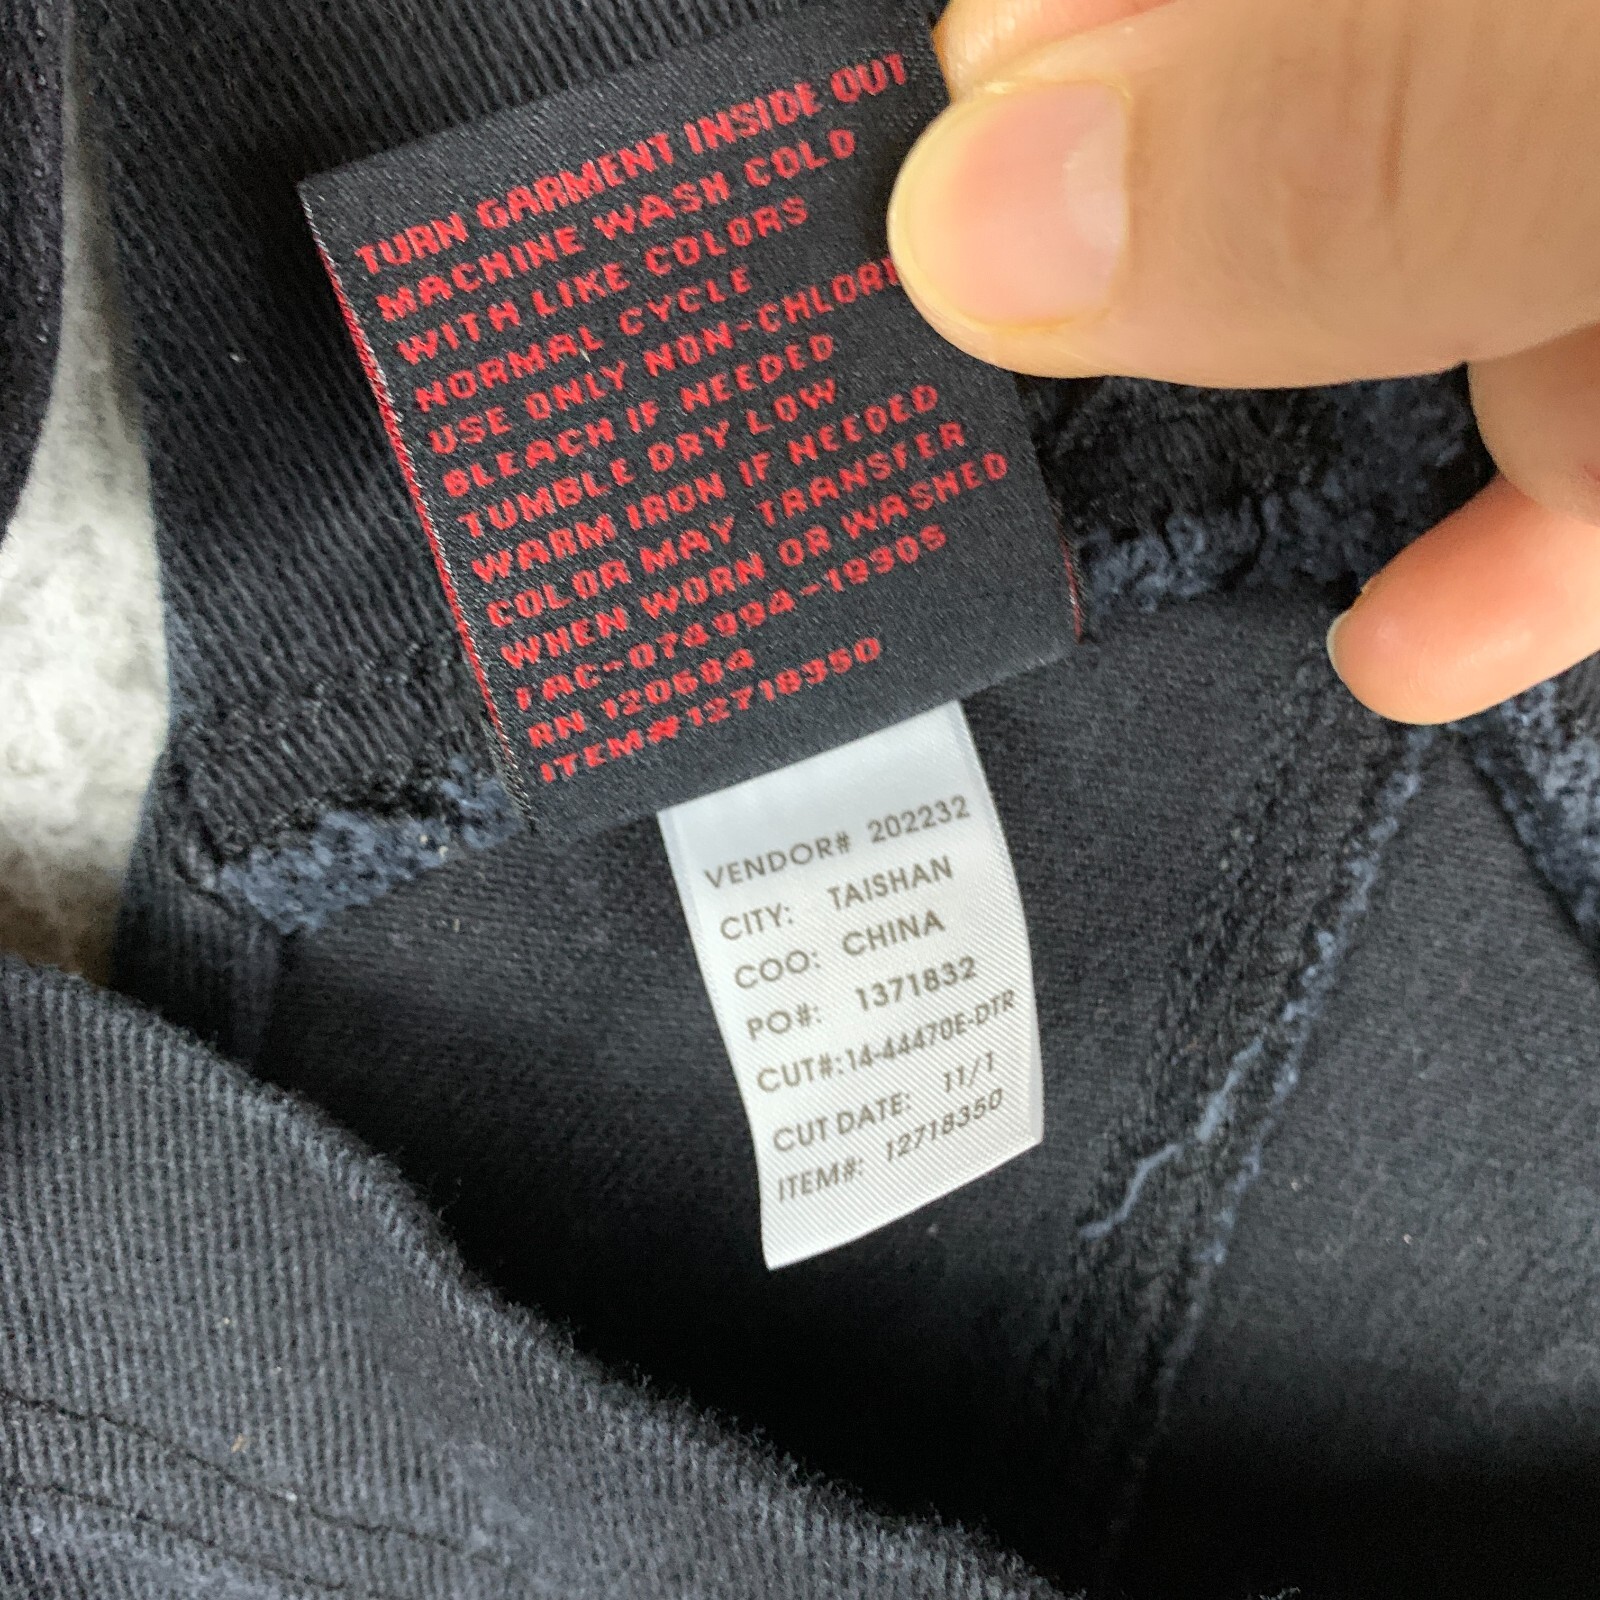 TURN GARMENT INSIDE OUT
MACHINE WASH COLD
WITH LIKE COLORS
NORMAL CYCLE
USE ONLY NON-CHLORI
BLEACH IF NEEDED
TUMBLE DRY LOW
WARM IRON IF NEEDED
COLOR MAY TRANSFER
WHEN WORN OR WASHED
FAC-074994-1930S
RN 120684
ITEM#12718350
VENDOR# 202232
CITY: TAISHAN
COO: CHINA
PO#: 1371832
CUT#:14-44470E-DTR
CUT DATE: 11/1
ITEM#: 12718350